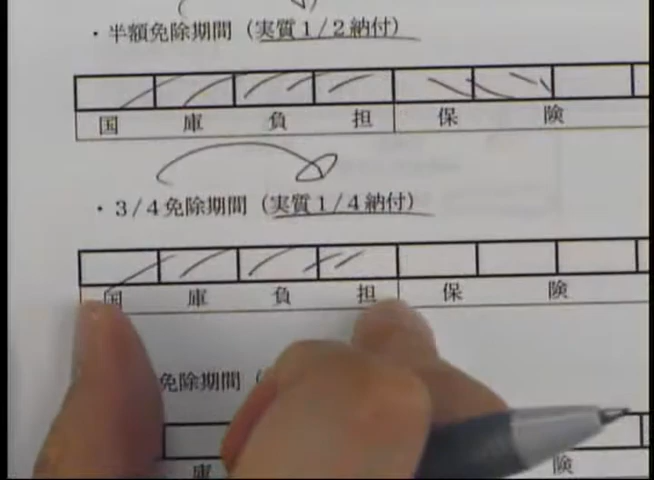 ・半額免除期間（実質1/2納付）
国 庫 負 担 保 険
・3/4免除期間（実質1/4納付）
国 庫 負 担 保 険
免除期間（
庫 険